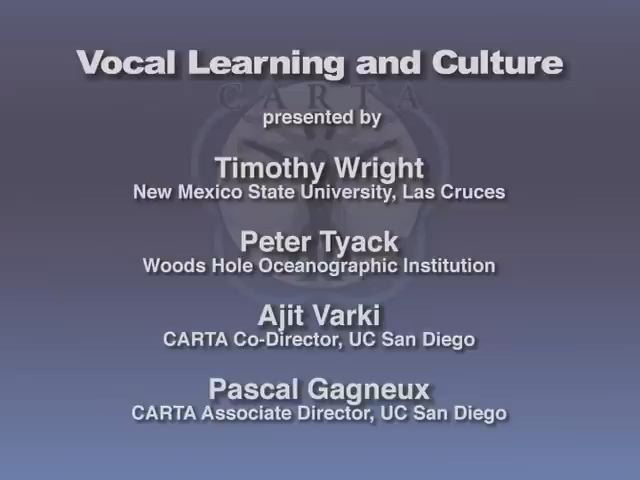 Vocal Learning and Culture
CARTA
presented by
Timothy Wright
New Mexico State University, Las Cruces
Peter Tyack
Woods Hole Oceanographic Institution
Ajit Varki
CARTA Co-Director, UC San Diego
Pascal Gagneux
CARTA Associate Director, UC San Diego